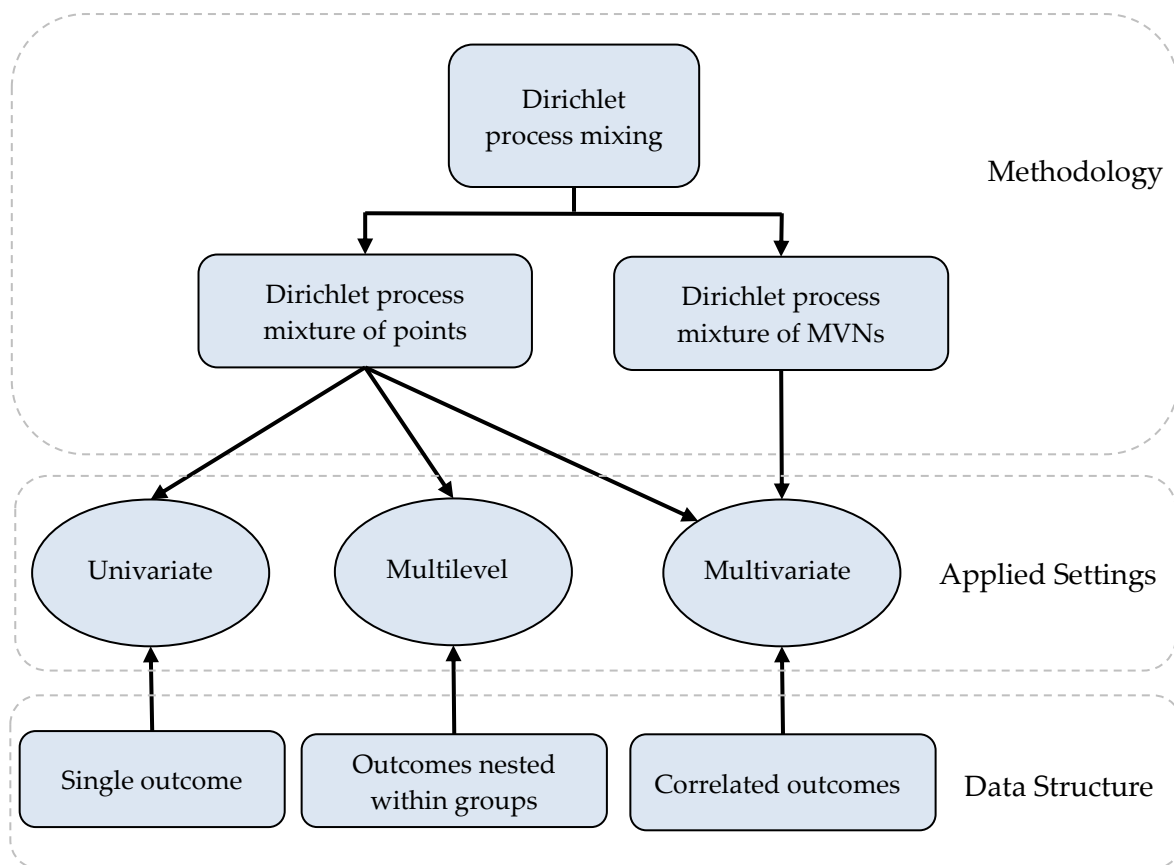 Dirichlet
process mixing
Methodology
Dirichlet process
mixture of points
Dirichlet process
mixture of MVNs
Univariate
Multilevel
Multivariate
Applied Settings
Single outcome
Outcomes nested
within groups
Correlated outcomes
Data Structure